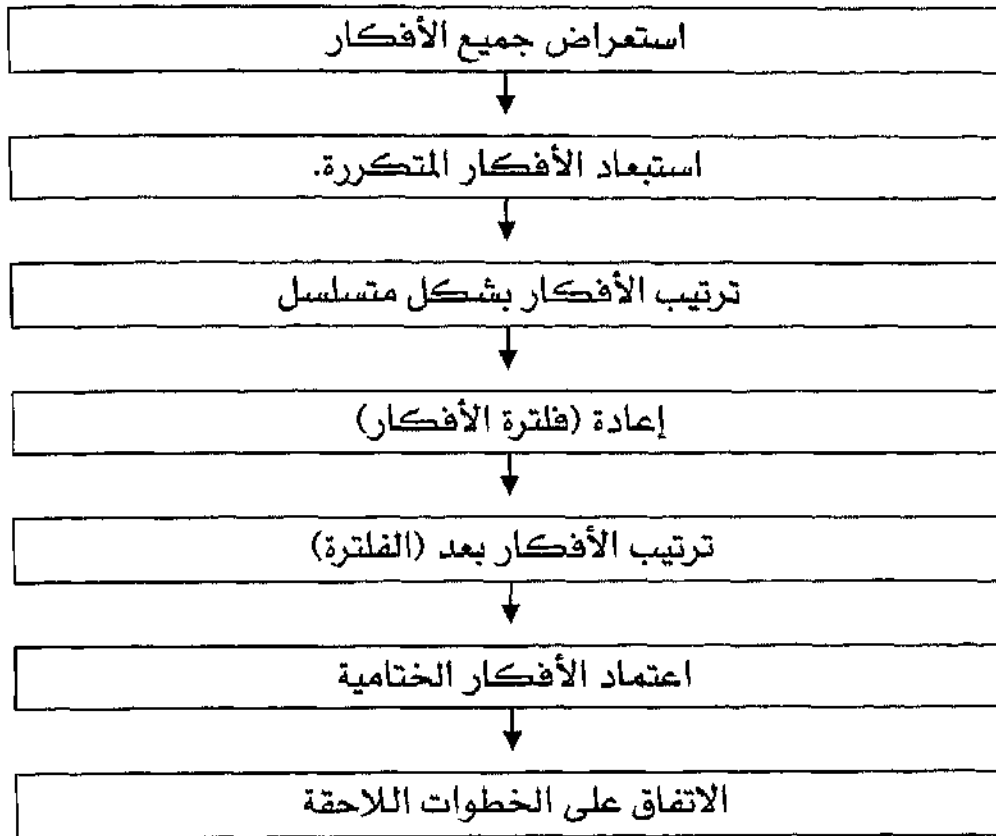 استعراض جميع الأفكار
استبعاد الأفكار المتكررة.
ترتيب الأفكار بشكل متسلسل
إعادة (فلترة الأفكار)
ترتيب الأفكار بعد (الفلترة)
اعتماد الأفكار الختامية
الاتفاق على الخطوات اللاحقة